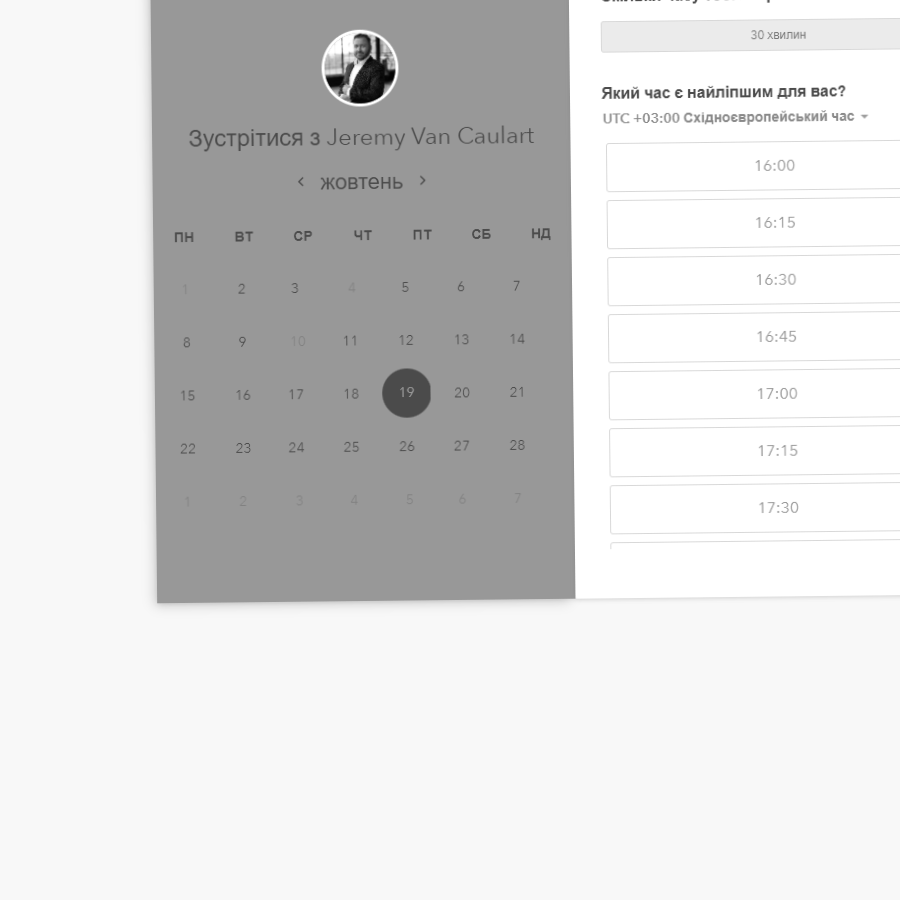 Зустрітися з Jeremy Van Caulart
‹ жовтень ›
ПН ВТ СР ЧТ ПТ СБ НД
1 2 3 4 5 6 7
8 9 10 11 12 13 14
15 16 17 18 19 20 21
22 23 24 25 26 27 28
1 2 3 4 5 6 7
30 хвилин
Який час є найліпшим для вас?
UTC +03:00 Східноєвропейський час
16:00
16:15
16:30
16:45
17:00
17:15
17:30